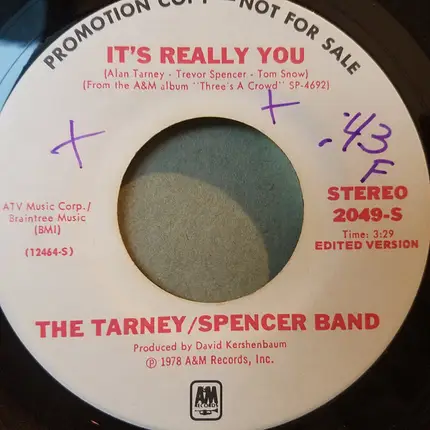 PROMOTION COPY - NOT FOR SALE
IT'S REALLY YOU
(Alan Tarney - Trevor Spencer - Tom Snow)
(From the A&M album "Three's A Crowd" SP-4692)
+ +
.43
F
ATV Music Corp./
Braintree Music
(BMI)
(12464-S)
STEREO
2049-S
Time: 3:29
EDITED VERSION
THE TARNEY/SPENCER BAND
Produced by David Kershenbaum
℗ 1978 A&M Records, Inc.
A&M
RECORDS